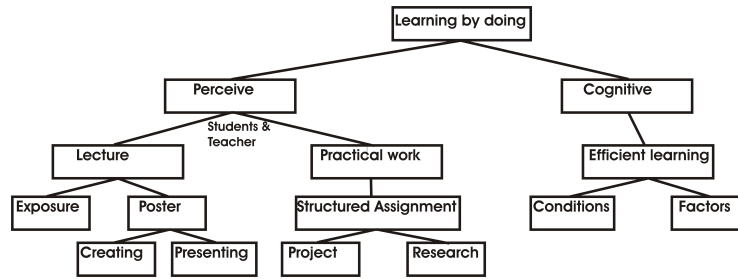 Learning by doing
Perceive
Cognitive
Students &
Teacher
Lecture
Practical work
Efficient learning
Exposure
Poster
Structured Assignment
Conditions
Factors
Creating
Presenting
Project
Research